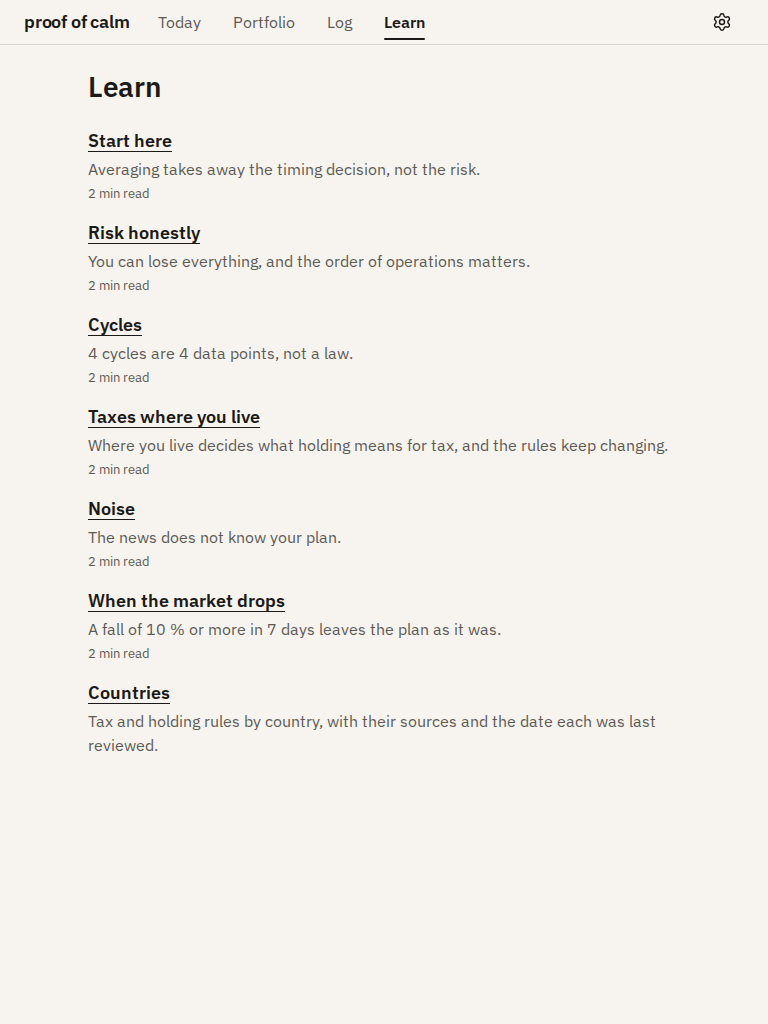 proof of calm Today Portfolio Log Learn
Learn
Start here
Averaging takes away the timing decision, not the risk.
2 min read
Risk honestly
You can lose everything, and the order of operations matters.
2 min read
Cycles
4 cycles are 4 data points, not a law.
2 min read
Taxes where you live
Where you live decides what holding means for tax, and the rules keep changing.
2 min read
Noise
The news does not know your plan.
2 min read
When the market drops
A fall of 10 % or more in 7 days leaves the plan as it was.
2 min read
Countries
Tax and holding rules by country, with their sources and the date each was last
reviewed.